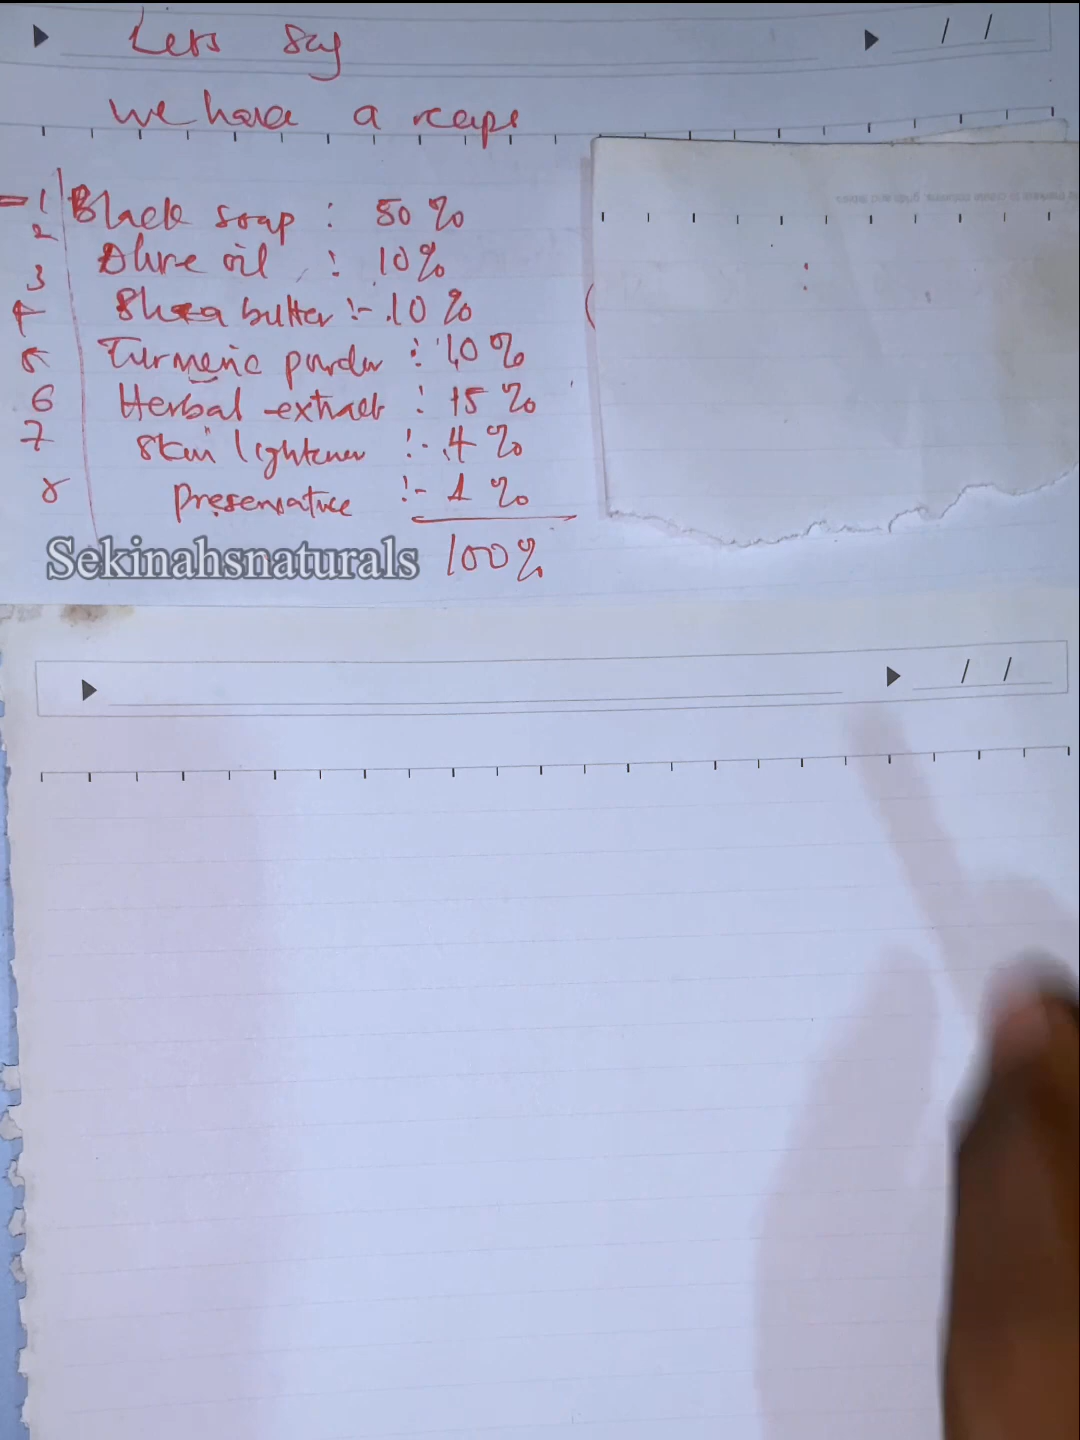 Lets say
/ /
we have a recipe
1 Black soap : 50 %
2 Olive oil : 10%
3 Shea butter :- 10 %
4 Turmeric powder : 10 %
5 Herbal extract : 15 %
6 Skin lightener :- 4 %
7 Preservative :- 1 %
8
100%
Sekinahsnaturals
/ /